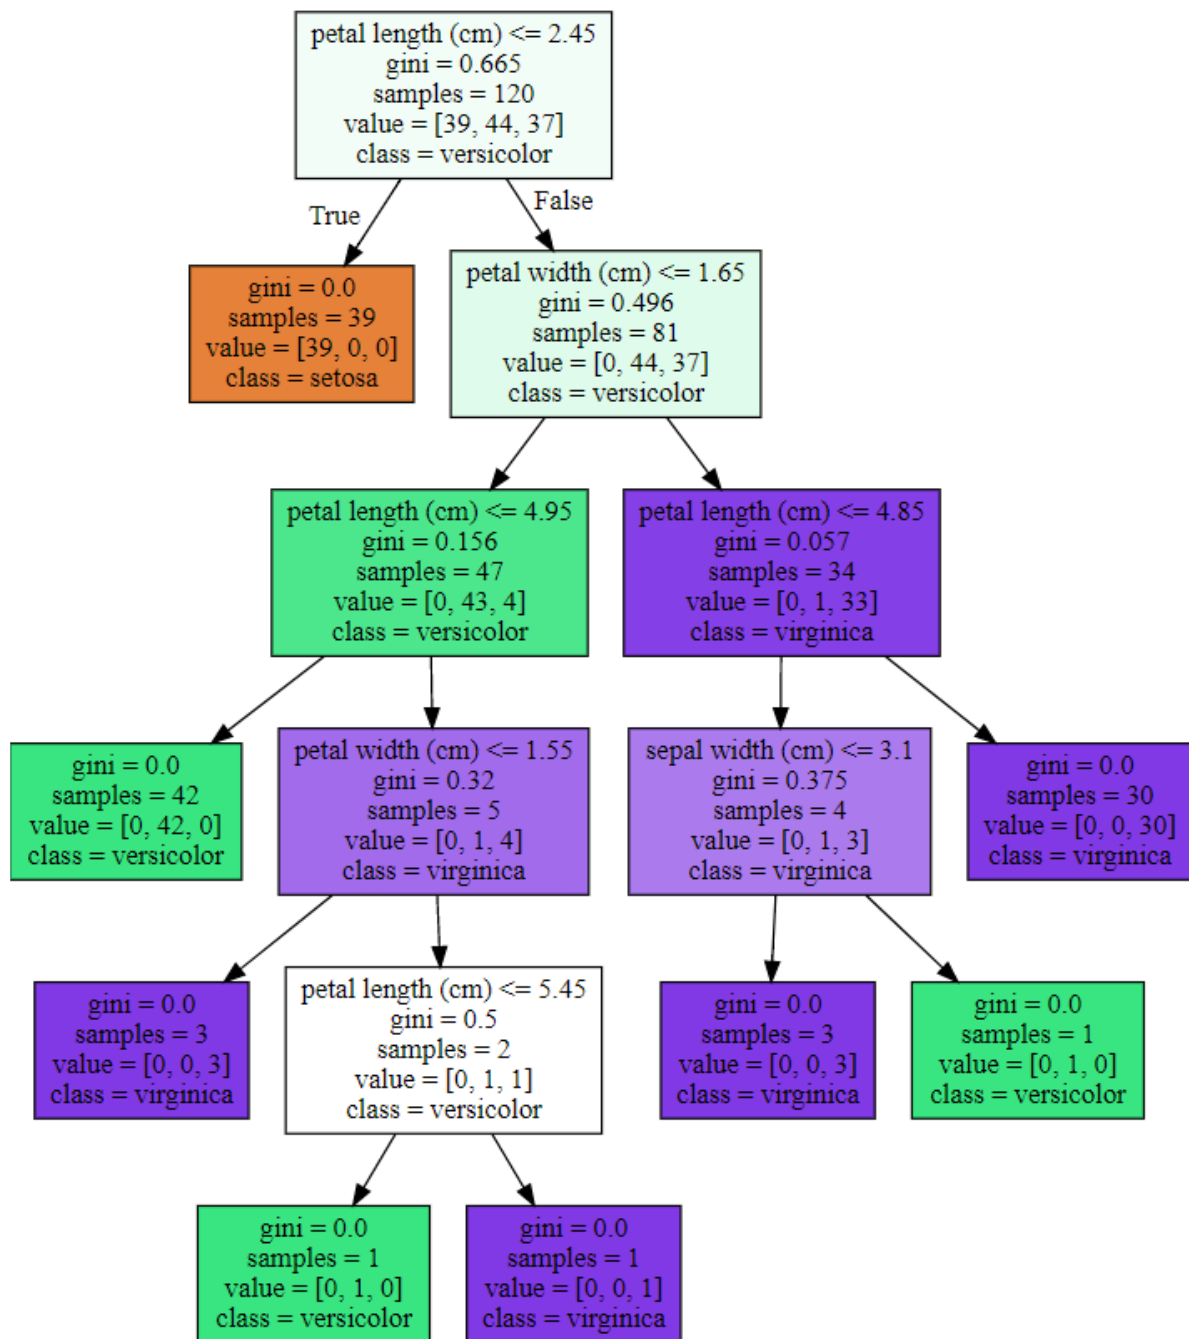 petal length (cm) <= 2.45
gini = 0.665
samples = 120
value = [39, 44, 37]
class = versicolor
True
False
gini = 0.0
samples = 39
value = [39, 0, 0]
class = setosa
petal width (cm) <= 1.65
gini = 0.496
samples = 81
value = [0, 44, 37]
class = versicolor
petal length (cm) <= 4.95
gini = 0.156
samples = 47
value = [0, 43, 4]
class = versicolor
petal length (cm) <= 4.85
gini = 0.057
samples = 34
value = [0, 1, 33]
class = virginica
gini = 0.0
samples = 42
value = [0, 42, 0]
class = versicolor
petal width (cm) <= 1.55
gini = 0.32
samples = 5
value = [0, 1, 4]
class = virginica
sepal width (cm) <= 3.1
gini = 0.375
samples = 4
value = [0, 1, 3]
class = virginica
gini = 0.0
samples = 30
value = [0, 0, 30]
class = virginica
gini = 0.0
samples = 3
value = [0, 0, 3]
class = virginica
petal length (cm) <= 5.45
gini = 0.5
samples = 2
value = [0, 1, 1]
class = versicolor
gini = 0.0
samples = 3
value = [0, 0, 3]
class = virginica
gini = 0.0
samples = 1
value = [0, 1, 0]
class = versicolor
gini = 0.0
samples = 1
value = [0, 1, 0]
class = versicolor
gini = 0.0
samples = 1
value = [0, 0, 1]
class = virginica